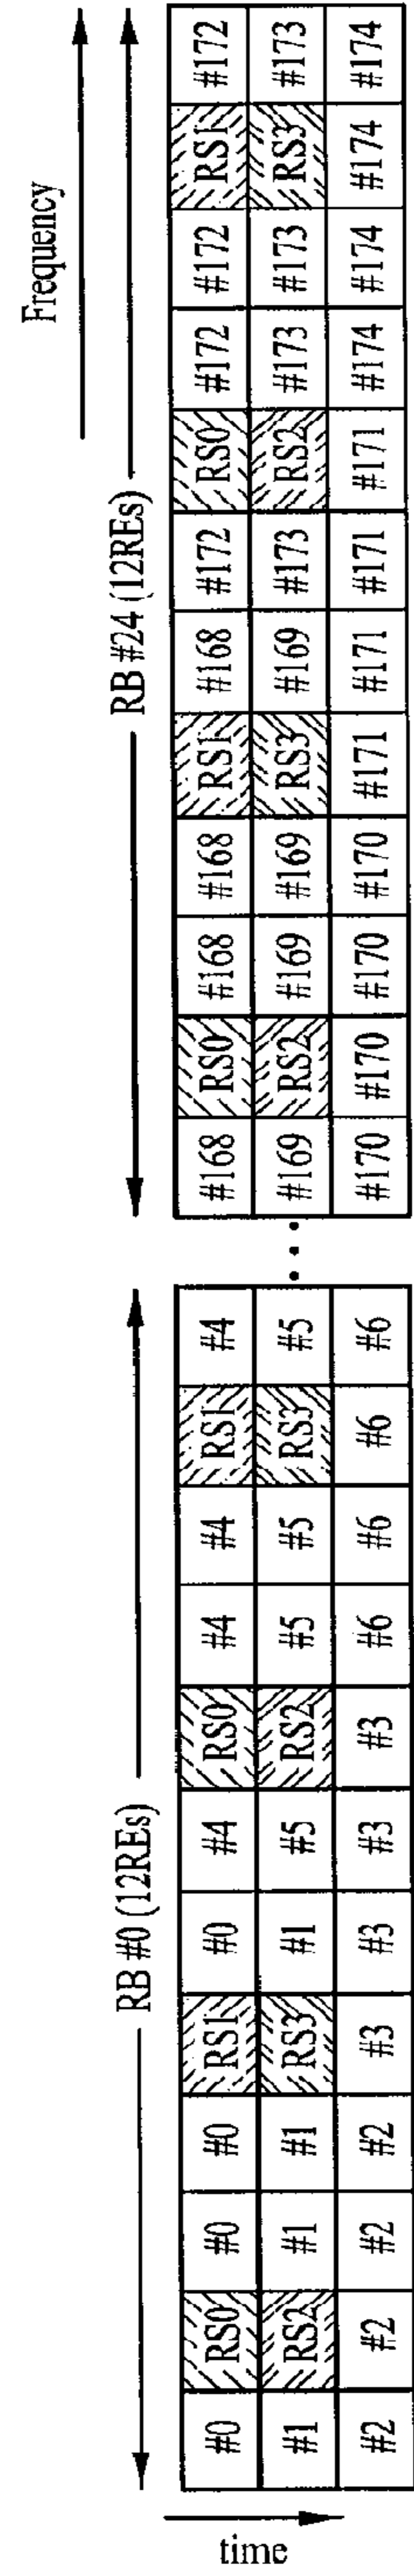 Frequency
RB #0 (12REs) RB #24 (12REs)
#0 RS0 #0 #0 RS1 #0 #4 RS0 #4 #4 RS1 #4 #168 RS0 #168 #168 RS1 #168 #172 RS0 #172 #172 RS1 #172
#1 RS2 #1 #1 RS3 #1 #5 RS2 #5 #5 RS3 #5 ••• #169 RS2 #169 #169 RS3 #169 #173 RS2 #173 #173 RS3 #173
#2 #2 #2 #2 #3 #3 #3 #3 #6 #6 #6 #6 #170 #170 #170 #170 #171 #171 #171 #171 #174 #174 #174 #174
time